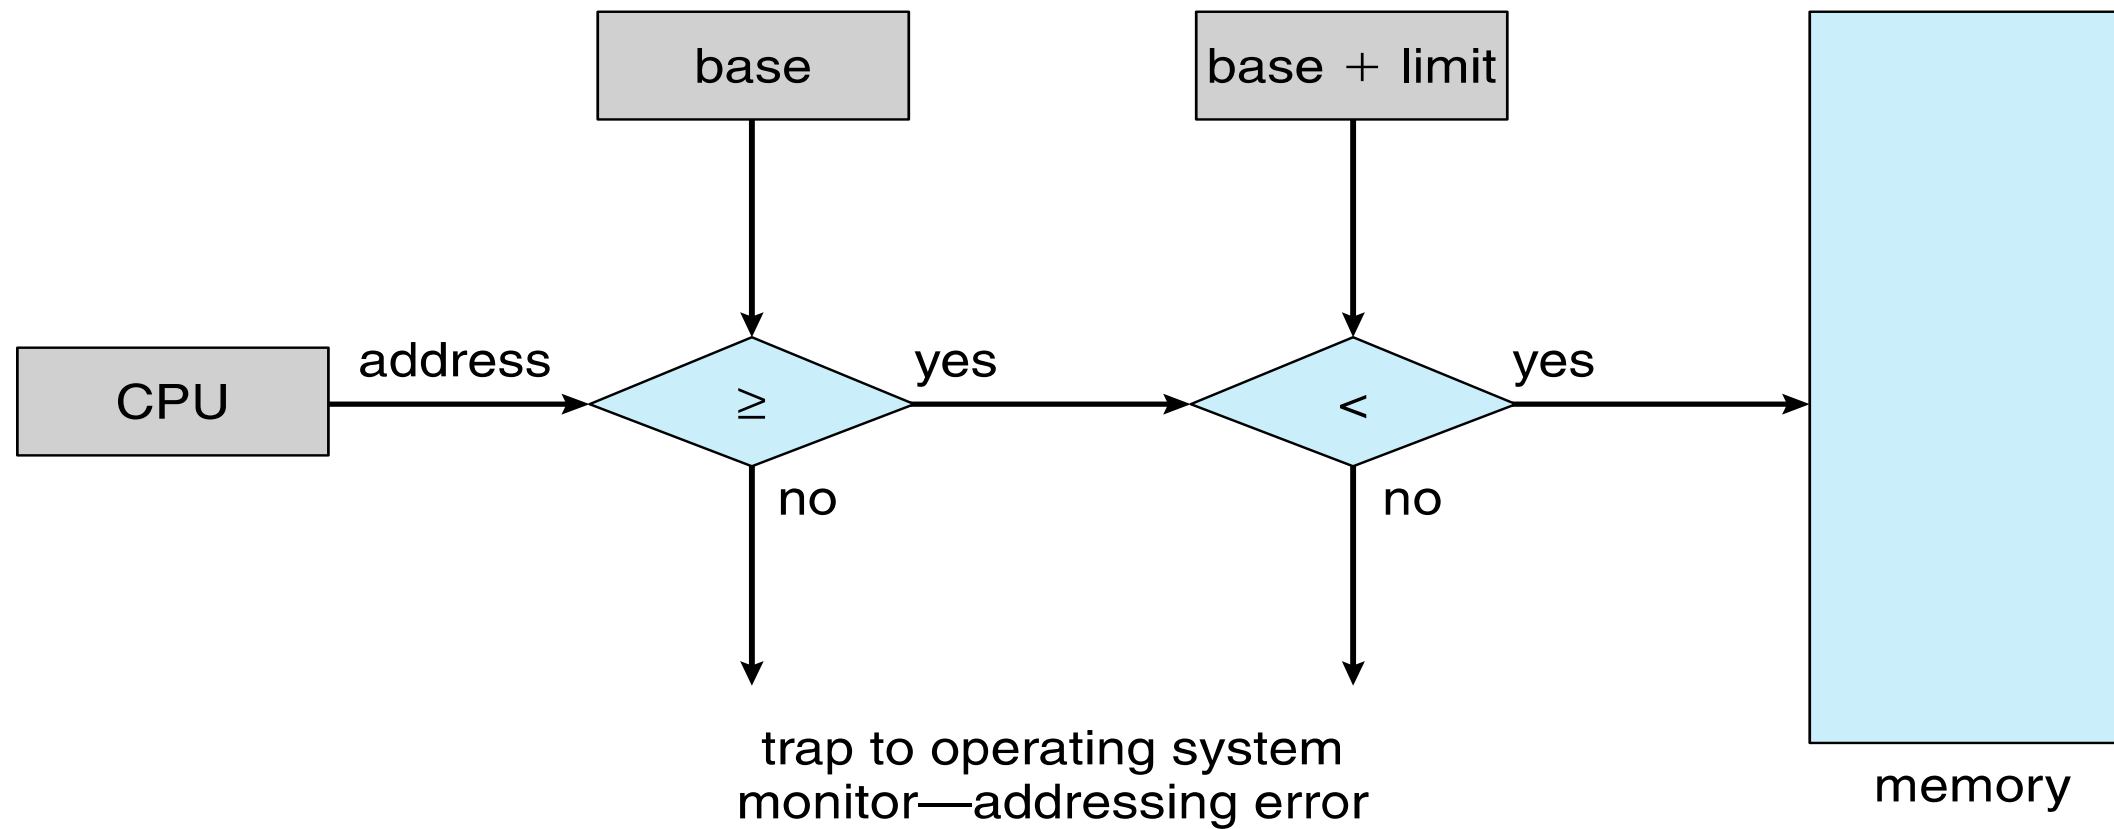 base
base + limit
address
yes
yes
CPU
≥
<
no
no
trap to operating system
monitor—addressing error
memory